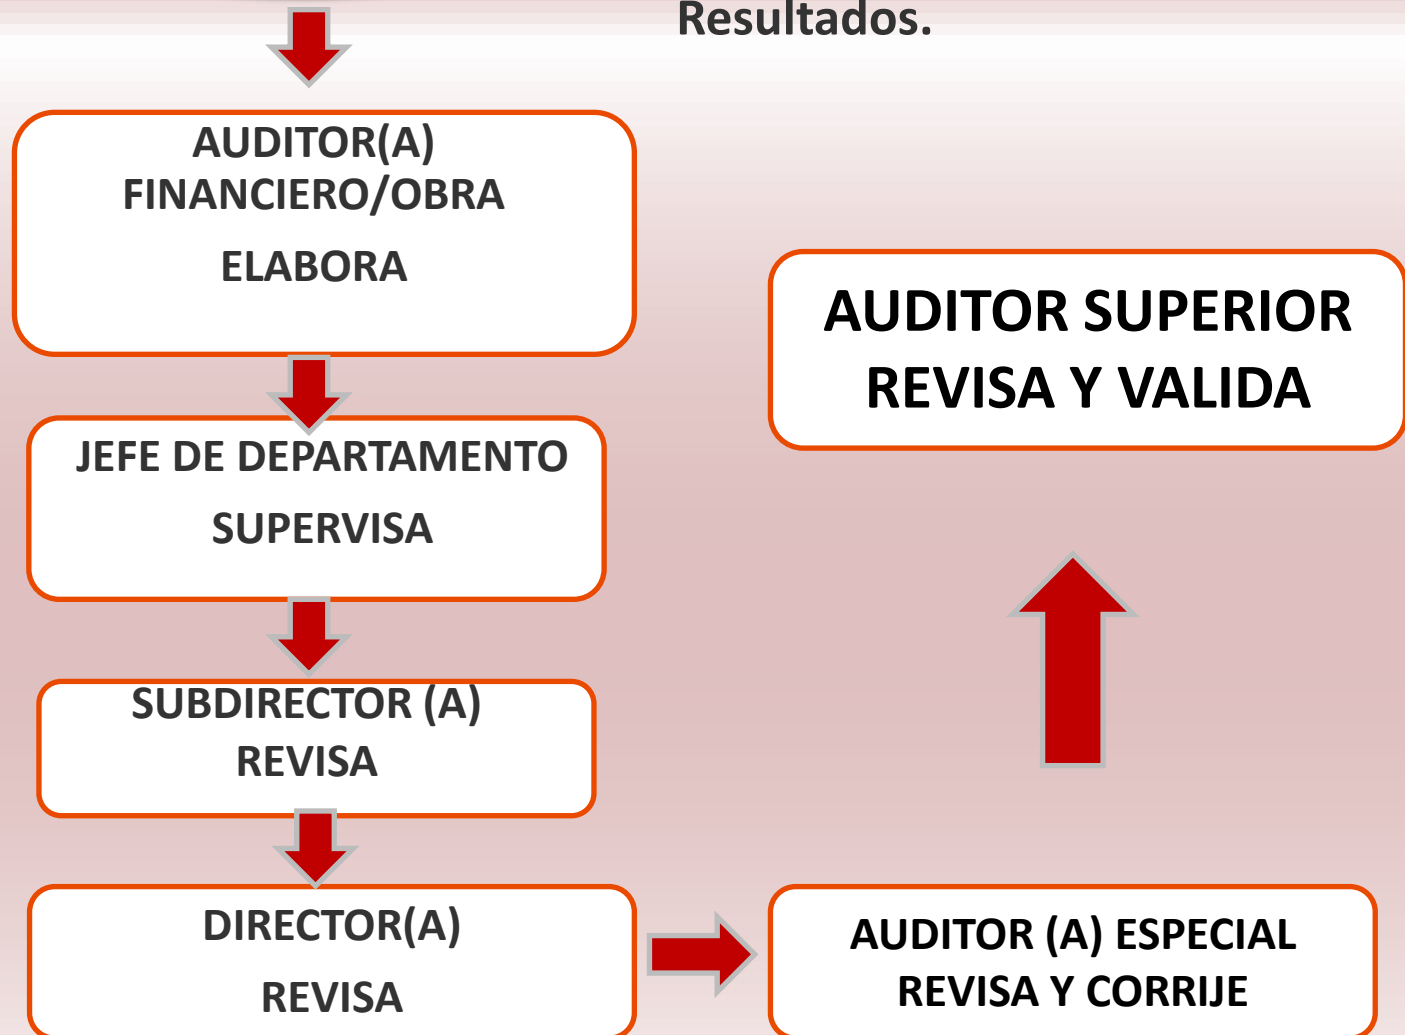 Resultados.
AUDITOR(A)
FINANCIERO/OBRA
ELABORA
JEFE DE DEPARTAMENTO
SUPERVISA
SUBDIRECTOR (A)
REVISA
DIRECTOR(A)
REVISA
AUDITOR (A) ESPECIAL
REVISA Y CORRIJE
AUDITOR SUPERIOR
REVISA Y VALIDA